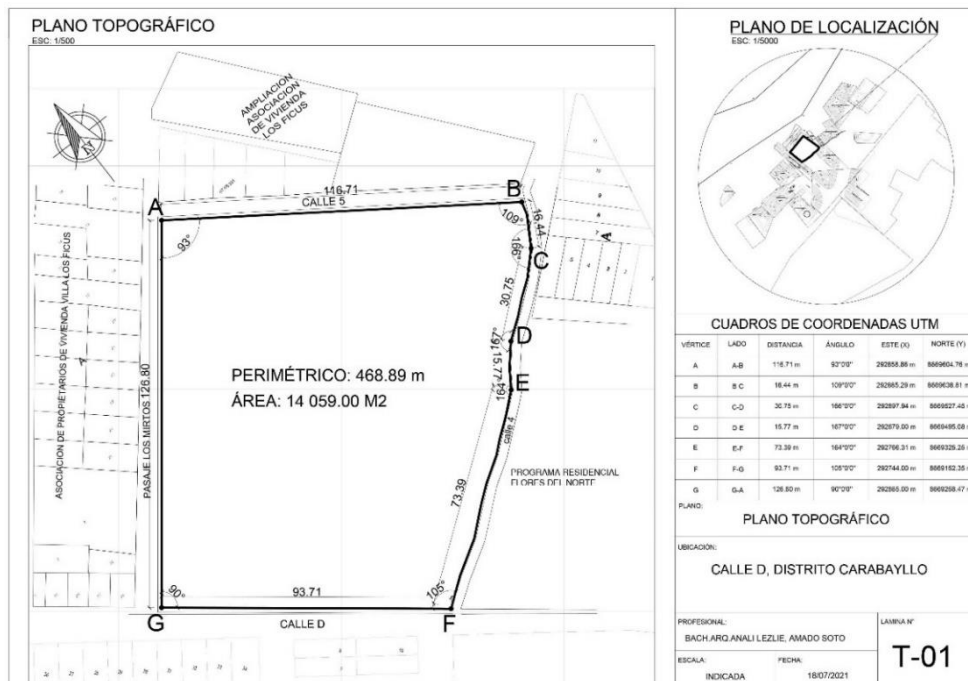 PLANO TOPOGRÁFICO
ESC: 1/500
AMPLIACION
ASOCIACION
DE VIVIENDA
LOS FICUS
N
A
116.71
CALLE 5
B
109°
16.44
93°
166°
C
A
30.75
D
167°
15.77
E
164°
calle 4
ASOCIACION DE PROPIETARIOS DE VIVIENDA VILLA LOS FICUS
A
PASAJE LOS MIRTOS 126.80
PERIMÉTRICO: 468.89 m
ÁREA: 14 059.00 M2
PROGRAMA RESIDENCIAL
FLORES DEL NORTE
73.39
90°
93.71
105°
G
CALLE D
F
PLANO DE LOCALIZACIÓN
ESC: 1/5000
CUADROS DE COORDENADAS UTM
VÉRTICE LADO DISTANCIA ÁNGULO ESTE (X) NORTE (Y)
A A-B 116.71 m 93°0'0"
B B-C 16.44 m 109°0'0"
C C-D 30.75 m 166°0'0"
D D-E 15.77 m 167°0'0"
E E-F 73.39 m 164°0'0"
F F-G 93.71 m 105°0'0"
G G-A 126.80 m 90°0'0"
PLANO:
PLANO TOPOGRÁFICO
UBICACIÓN:
CALLE D, DISTRITO CARABAYLLO
PROFESIONAL:
BACH.ARQ.ANALI LEZLIE, AMADO SOTO
LAMINA N°
T-01
ESCALA:
INDICADA
FECHA:
18/07/2021